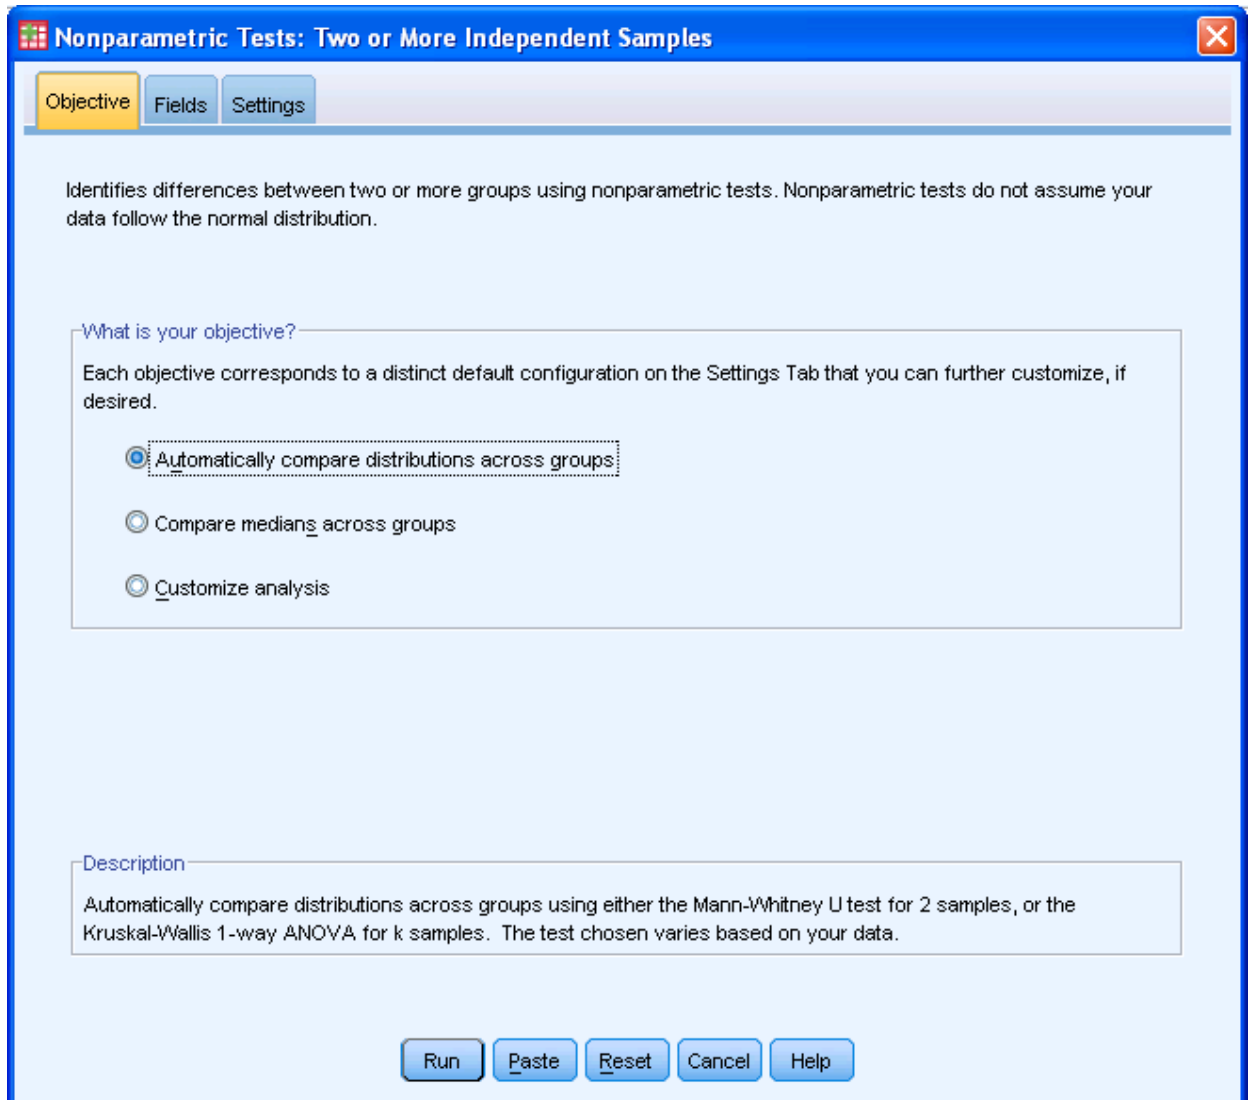 Nonparametric Tests: Two or More Independent Samples
Objective Fields Settings
Identifies differences between two or more groups using nonparametric tests. Nonparametric tests do not assume your
data follow the normal distribution.
What is your objective?
Each objective corresponds to a distinct default configuration on the Settings Tab that you can further customize, if
desired.
Automatically compare distributions across groups
Compare medians across groups
Customize analysis
Description
Automatically compare distributions across groups using either the Mann-Whitney U test for 2 samples, or the
Kruskal-Wallis 1-way ANOVA for k samples. The test chosen varies based on your data.
Run Paste Reset Cancel Help